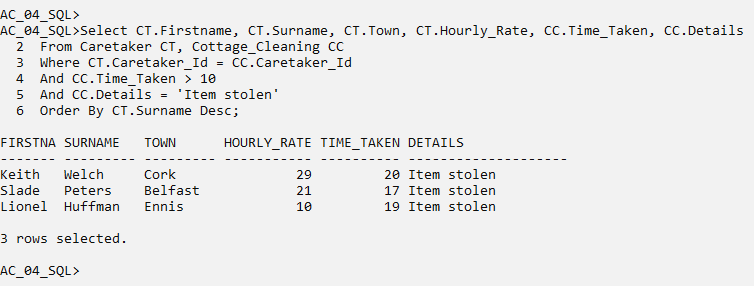 AC_04_SQL>
AC_04_SQL>Select CT.Firstname, CT.Surname, CT.Town, CT.Hourly_Rate, CC.Time_Taken, CC.Details
  2  From Caretaker CT, Cottage_Cleaning CC
  3  Where CT.Caretaker_Id = CC.Caretaker_Id
  4  And CC.Time_Taken > 10
  5  And CC.Details = 'Item stolen'
  6  Order By CT.Surname Desc;
FIRSTNA SURNAME   TOWN      HOURLY_RATE TIME_TAKEN DETAILS
------- --------- --------- ----------- ---------- --------------------
Keith   Welch     Cork               29         20 Item stolen
Slade   Peters    Belfast            21         17 Item stolen
Lionel  Huffman   Ennis              10         19 Item stolen
3 rows selected.
AC_04_SQL>